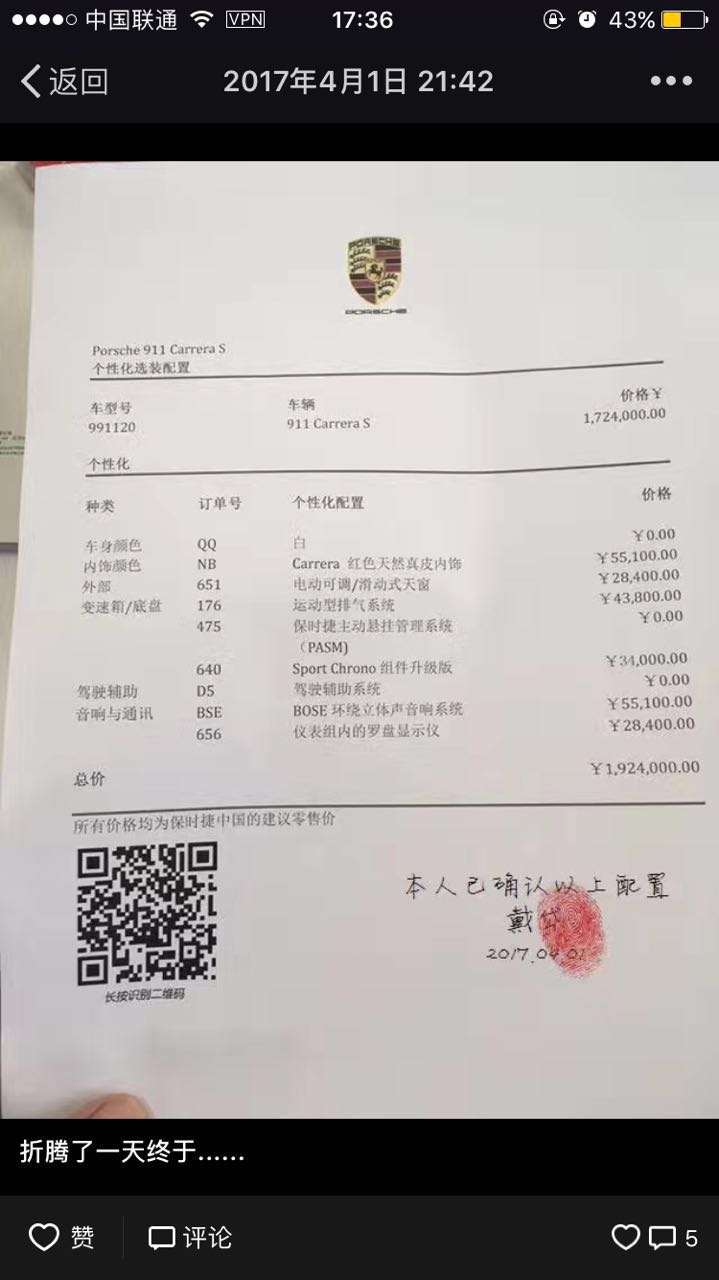 中国联通 VPN 17:36 43%
返回 2017年4月1日 21:42
PORSCHE
PORSCHE
Porsche 911 Carrera S
个性化选装配置
车型号 车辆 价格¥
991120 911 Carrera S 1,724,000.00
个性化
种类 订单号 个性化配置 价格
车身颜色 QQ 白 ¥0.00
内饰颜色 NB Carrera 红色天然真皮内饰 ¥55,100.00
外部 651 电动可调/滑动式天窗 ¥28,400.00
变速箱/底盘 176 运动型排气系统 ¥43,800.00
475 保时捷主动悬挂管理系统 ¥0.00
（PASM)
640 Sport Chrono 组件升级版 ¥34,000.00
驾驶辅助 D5 驾驶辅助系统 ¥0.00
音响与通讯 BSE BOSE 环绕立体声音响系统 ¥55,100.00
656 仪表组内的罗盘显示仪 ¥28,400.00
总价 ¥1,924,000.00
所有价格均为保时捷中国的建议零售价
本人已确认以上配置
戴
2017.04.01
长按识别二维码
折腾了一天终于......
赞 评论 5